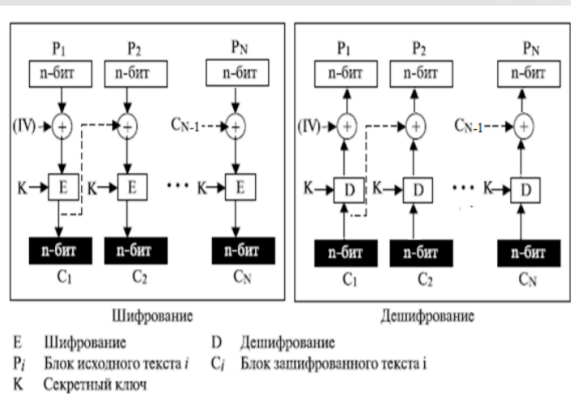 P1 P2 PN
n-бит n-бит n-бит
(IV) + + CN-1 +
K E K E ··· K E
n-бит n-бит n-бит
C1 C2 CN
Шифрование
P1 P2 PN
n-бит n-бит n-бит
(IV) + + CN-1 +
K D K D ··· K D
n-бит n-бит n-бит
C1 C2 CN
Дешифрование
E Шифрование D Дешифрование
Pi Блок исходного текста i Ci Блок зашифрованного текста i
K Секретный ключ